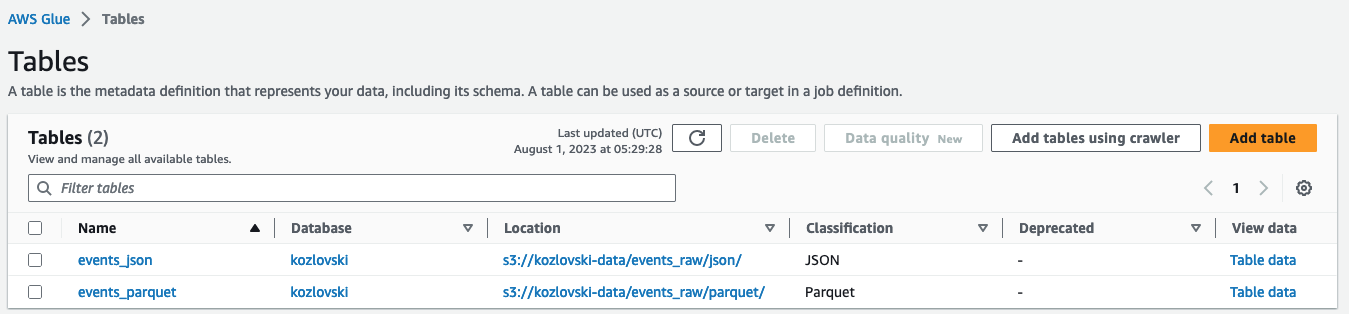 AWS Glue > Tables
Tables
A table is the metadata definition that represents your data, including its schema. A table can be used as a source or target in a job definition.
Tables (2)
View and manage all available tables.
Last updated (UTC)
August 1, 2023 at 05:29:28
Delete
Data quality New
Add tables using crawler
Add table
Filter tables
1
Name Database Location Classification Deprecated View data
events_json kozlovski s3://kozlovski-data/events_raw/json/ JSON - Table data
events_parquet kozlovski s3://kozlovski-data/events_raw/parquet/ Parquet - Table data